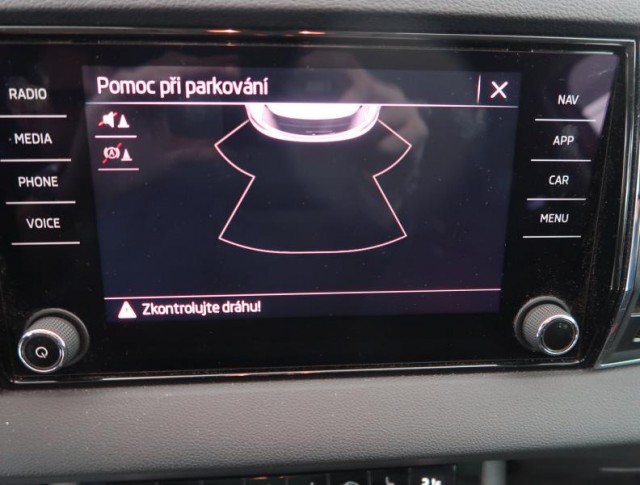 Pomoc při parkování
RADIO
MEDIA
PHONE
VOICE
NAV
APP
CAR
MENU
Zkontrolujte dráhu!